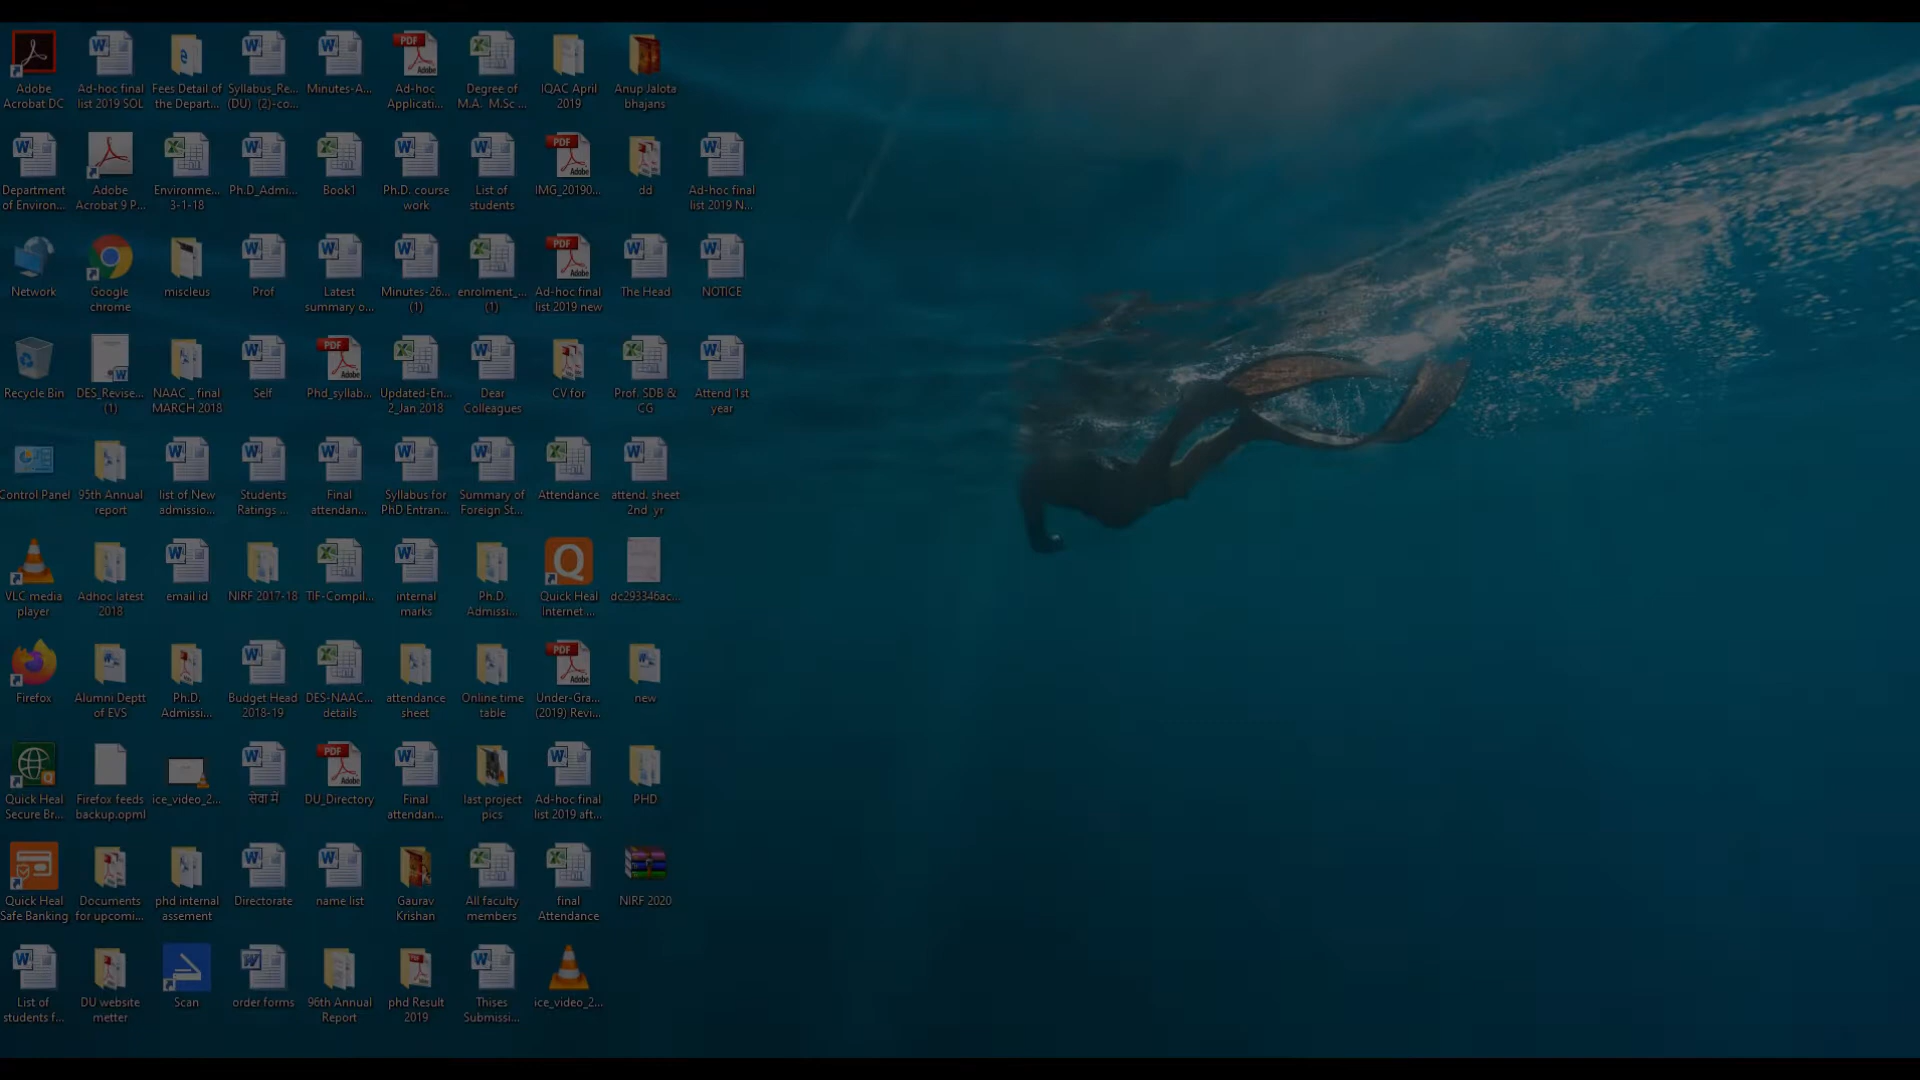 Adobe
Acrobat DC
Ad-hoc final
list 2019 SOL
Fees Detail of
the Depart...
Syllabus_Re...
(DU) (2)-co...
Minutes-A...
Ad-hoc
Applicati...
Degree of
M.A. M.Sc ...
IQAC April
2019
Anup Jalota
bhajans
Department
of Environ...
Adobe
Acrobat 9 P...
Environme...
3-1-18
Ph.D_Admi...
Book1
Ph.D. course
work
List of
students
IMG_20190...
dd
Ad-hoc final
list 2019 N...
Network
Google
chrome
miscleus
Prof
Latest
summary o...
Minutes-26...
(1)
enrolment_...
(1)
Ad-hoc final
list 2019 new
The Head
NOTICE
Recycle Bin
DES_Revise...
(1)
NAAC _ final
MARCH 2018
Self
Phd_syllab...
Updated-En...
2_Jan 2018
Dear
Colleagues
CV for
Prof. SDB &
CG
Attend 1st
year
Control Panel
95th Annual
report
list of New
admissio...
Students
Ratings ...
Final
attendan...
Syllabus for
PhD Entran...
Summary of
Foreign St...
Attendance
attend. sheet
2nd yr
VLC media
player
Adhoc latest
2018
email id
NIRF 2017-18
TIF-Compil...
internal
marks
Ph.D.
Admissi...
Quick Heal
Internet ...
dc293346ac...
Firefox
Alumni Deptt
of EVS
Ph.D.
Admissi...
Budget Head
2018-19
DES-NAAC...
details
attendance
sheet
Online time
table
Under-Gra...
(2019) Revi...
new
Quick Heal
Secure Br...
Firefox feeds
backup.opml
ice_video_2...
सेवा में
DU_Directory
Final
attendan...
last project
pics
Ad-hoc final
list 2019 aft...
PHD
Quick Heal
Safe Banking
Documents
for upcomi...
phd internal
assement
Directorate
name list
Gaurav
Krishan
All faculty
members
final
Attendance
NIRF 2020
List of
students f...
DU website
metter
Scan
order forms
96th Annual
Report
phd Result
2019
Thises
Submissi...
ice_video_2...